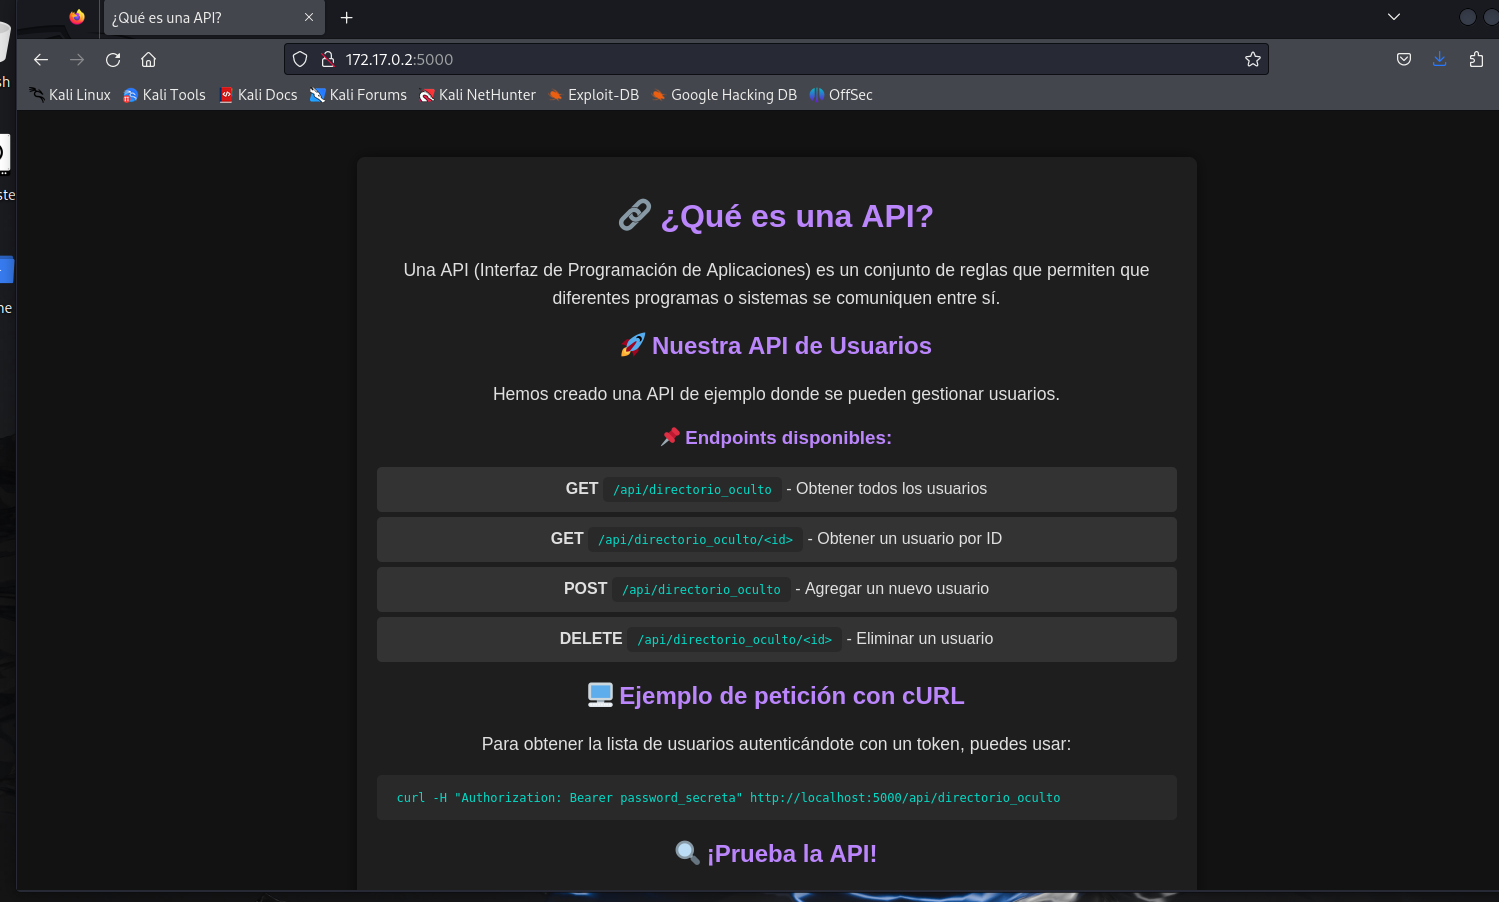 ¿Qué es una API?
172.17.0.2:5000
Kali Linux Kali Tools Kali Docs Kali Forums Kali NetHunter Exploit-DB Google Hacking DB OffSec
¿Qué es una API?
Una API (Interfaz de Programación de Aplicaciones) es un conjunto de reglas que permiten que
diferentes programas o sistemas se comuniquen entre sí.
Nuestra API de Usuarios
Hemos creado una API de ejemplo donde se pueden gestionar usuarios.
Endpoints disponibles:
GET /api/directorio_oculto - Obtener todos los usuarios
GET /api/directorio_oculto/<id> - Obtener un usuario por ID
POST /api/directorio_oculto - Agregar un nuevo usuario
DELETE /api/directorio_oculto/<id> - Eliminar un usuario
Ejemplo de petición con cURL
Para obtener la lista de usuarios autenticándote con un token, puedes usar:
curl -H "Authorization: Bearer password_secreta" http://localhost:5000/api/directorio_oculto
¡Prueba la API!